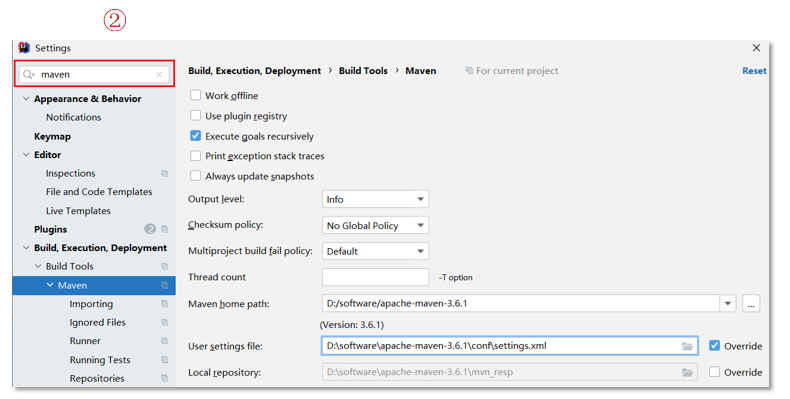 ②
Settings
maven
Build, Execution, Deployment › Build Tools › Maven For current project Reset
Appearance & Behavior
Notifications
Keymap
Editor
Inspections
File and Code Templates
Live Templates
Plugins 2
Build, Execution, Deployment
Build Tools
Maven
Importing
Ignored Files
Runner
Running Tests
Repositories
Work offline
Use plugin registry
Execute goals recursively
Print exception stack traces
Always update snapshots
Output level: Info
Checksum policy: No Global Policy
Multiproject build fail policy: Default
Thread count -T option
Maven home path: D:/software/apache-maven-3.6.1 ...
(Version: 3.6.1)
User settings file: D:\software\apache-maven-3.6.1\conf\settings.xml Override
Local repository: D:\software\apache-maven-3.6.1\mvn_resp Override